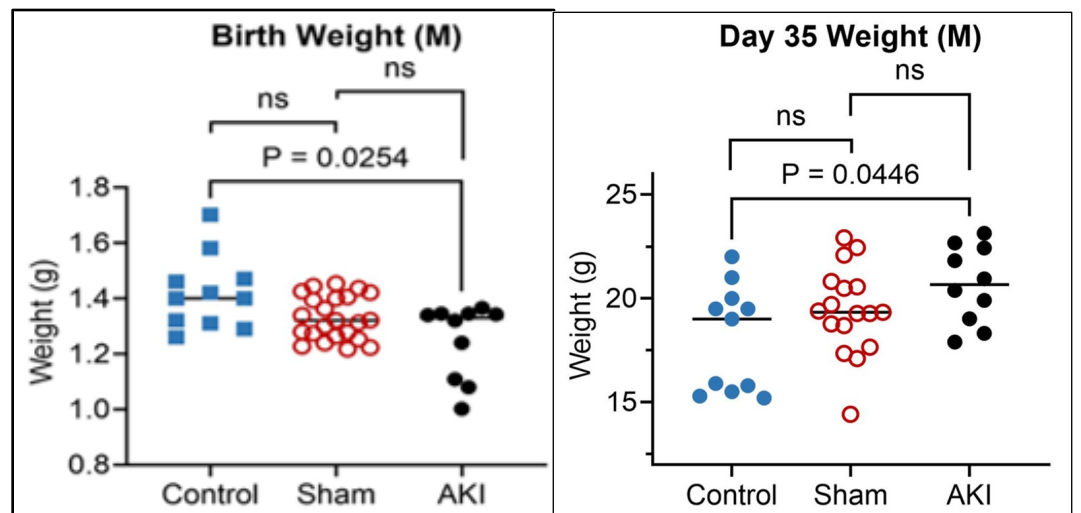 Birth Weight (M)
ns
ns
P = 0.0254
Weight (g)
1.8
1.6
1.4
1.2
1.0
0.8
Control
Sham
AKI
Day 35 Weight (M)
ns
ns
P = 0.0446
Weight (g)
25
20
15
Control
Sham
AKI